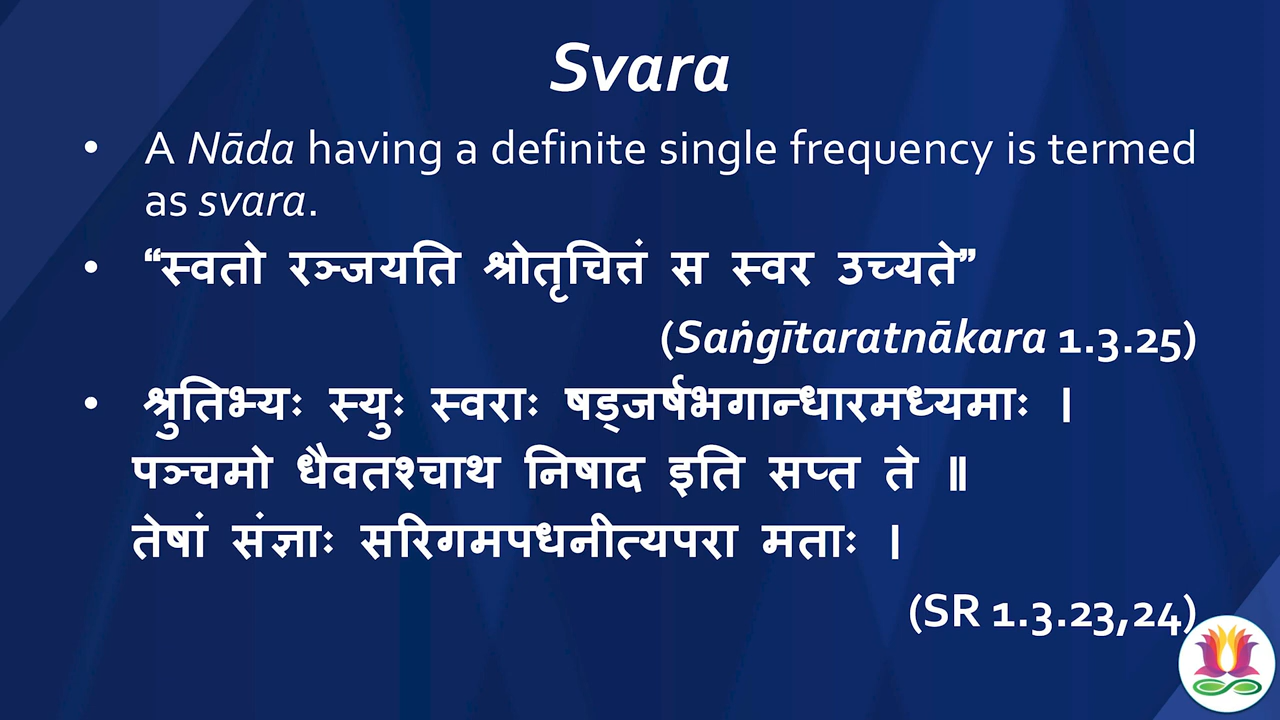 Svara
• A Nāda having a definite single frequency is termed
as svara.
• “स्वतो रञ्जयति श्रोतृचित्तं स स्वर उच्यते”
(Saṅgītaratnākara 1.3.25)
• श्रुतिभ्यः स्युः स्वराः षड्जर्षभगान्धारमध्यमाः ।
पञ्चमो धैवतश्चाथ निषाद इति सप्त ते ॥
तेषां संज्ञाः सरिगमपधनीत्यपरा मताः ।
(SR 1.3.23,24)